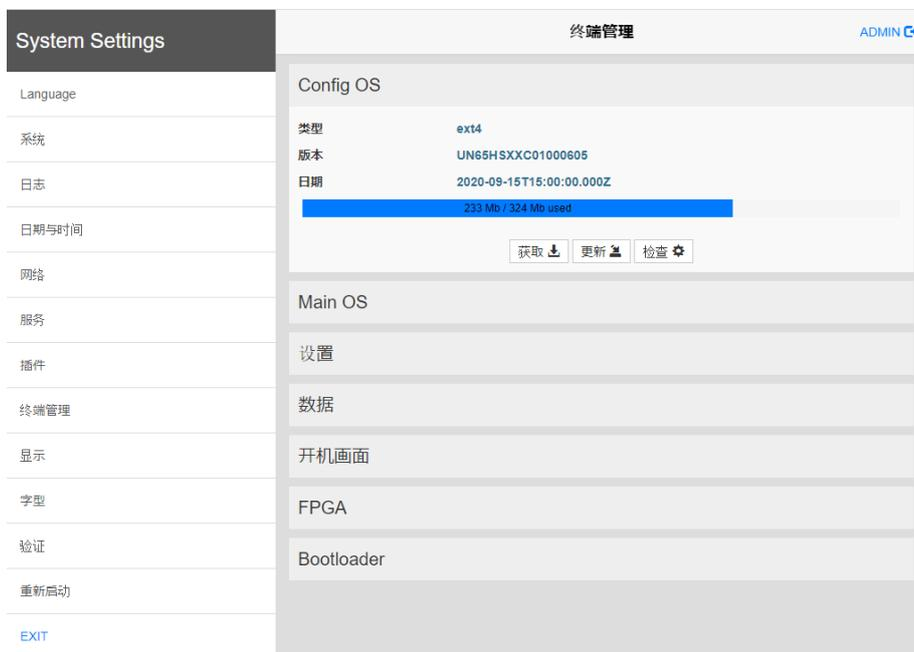 System Settings
终端管理
ADMIN
Language
系统
日志
日期与时间
网络
服务
插件
终端管理
显示
字型
验证
重新启动
EXIT
Config OS
类型 ext4
版本 UN65HSXXC01000605
日期 2020-09-15T15:00:00.000Z
233 Mb / 324 Mb used
获取 更新 检查
Main OS
设置
数据
开机画面
FPGA
Bootloader